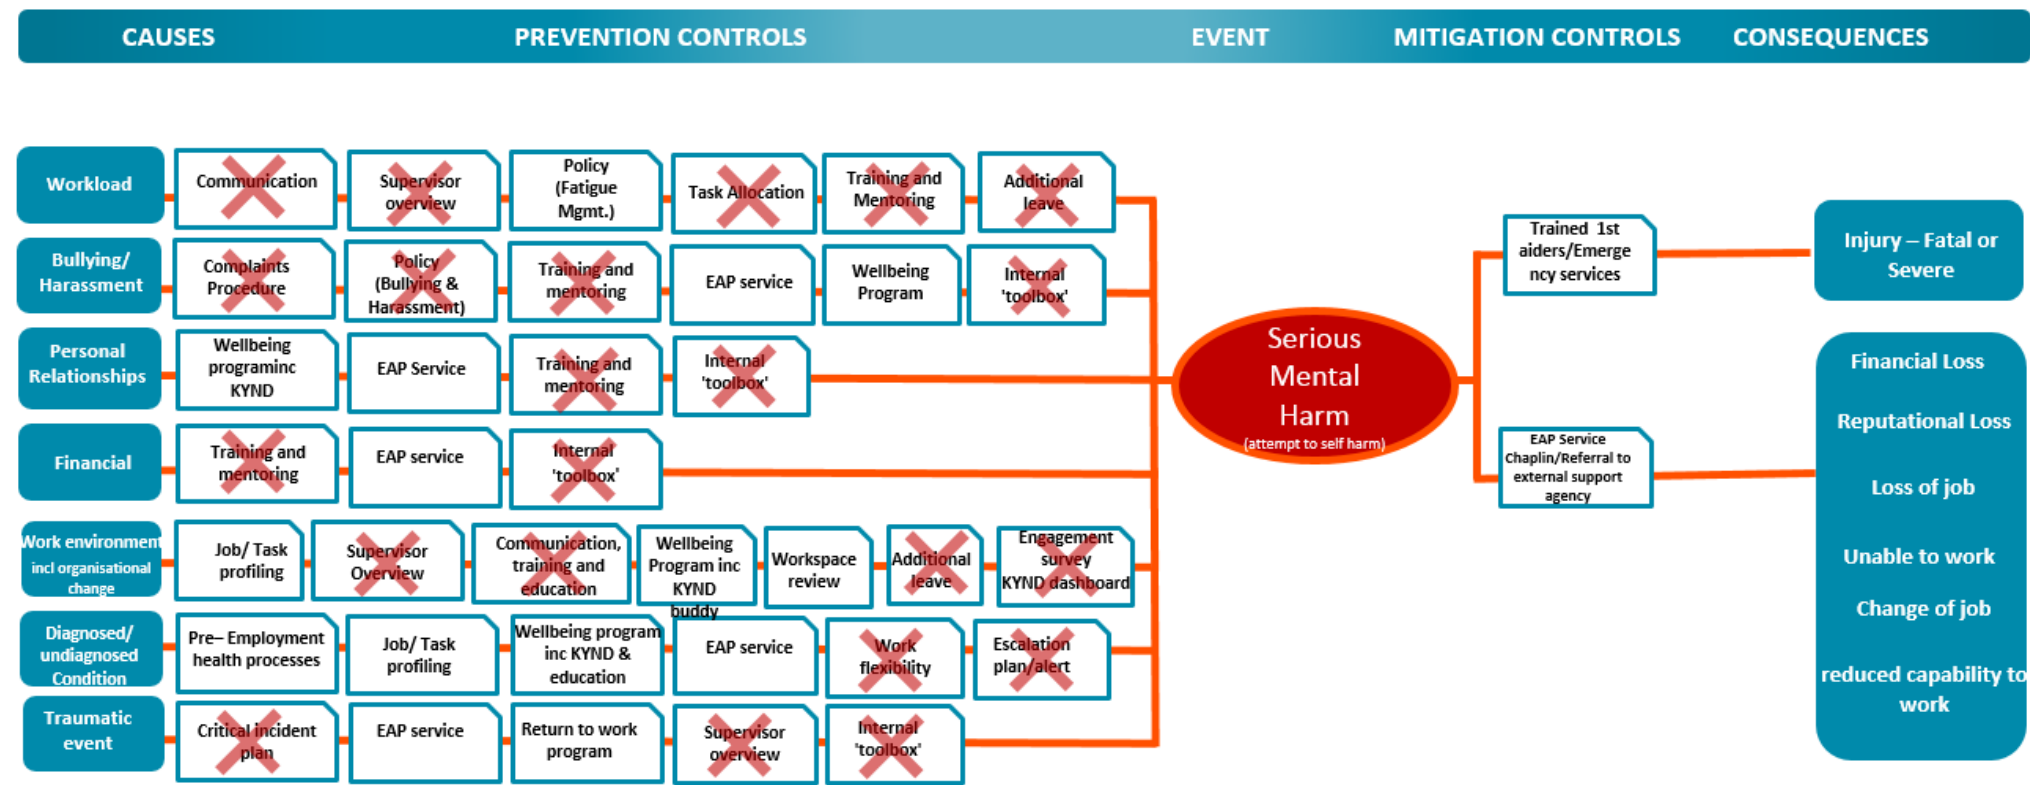 CAUSES
PREVENTION CONTROLS
EVENT
MITIGATION CONTROLS
CONSEQUENCES
Workload
Communication
Supervisor
overview
Policy
(Fatigue
Mgmt.)
Task Allocation
Training and
Mentoring
Additional
leave
Bullying/
Harassment
Complaints
Procedure
Policy
(Bullying &
Harassment)
Training and
mentoring
EAP service
Wellbeing
Program
Internal
'toolbox'
Personal
Relationships
Wellbeing
programinc
KYND
EAP Service
Training and
mentoring
Internal
'toolbox'
Financial
Training and
mentoring
EAP service
Internal
'toolbox'
Work environment
incl organisational
change
Job/ Task
profiling
Supervisor
Overview
Communication,
training and
education
Wellbeing
Program inc
KYND
buddy
Workspace
review
Additional
leave
Engagement
survey
KYND dashboard
Diagnosed/
undiagnosed
Condition
Pre– Employment
health processes
Job/ Task
profiling
Wellbeing program
inc KYND &
education
EAP service
Work
flexibility
Escalation
plan/alert
Traumatic
event
Critical incident
plan
EAP service
Return to work
program
Supervisor
overview
Internal
'toolbox'
Serious
Mental
Harm
(attempt to self harm)
Trained 1st
aiders/Emerge
ncy services
EAP Service
Chaplin/Referral to
external support
agency
Injury – Fatal or
Severe
Financial Loss
Reputational Loss
Loss of job
Unable to work
Change of job
reduced capability to
work